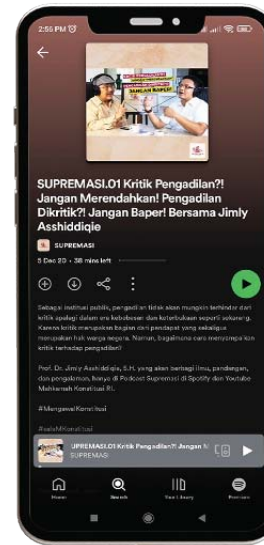 2:55 PM
JANGAN BAPER!
SUPREMASI.01 Kritik Pengadilan?!
Jangan Merendahkan! Pengadilan
Dikritik?! Jangan Baper! Bersama Jimly
Asshiddiqie
SUPREMASI
5 Dec 20 • 38 mins left
Sebagai institusi publik, pengadilan tidak akan mungkin terhindar dari
kritik apalagi dalam era kebebasan dan keterbukaan seperti sekarang.
Karena kritik merupakan bagian dari pendapat yang sekaligus
merupakan hak warga negara. Namun, bagaimana cara menyampaikan
kritik terhadap pengadilan?
Prof. Dr. Jimly Asshiddiqie, S.H. yang akan berbagi ilmu, pandangan,
dan pengalaman, hanya di Podcast Supremasi di Spotify dan Youtube
Mahkamah Konstitusi RI.
#MengawalKonstitusi
UPREMASI.01 Kritik Pengadilan?! Jangan M
SUPREMASI
Home
Search
Your Library
Premium